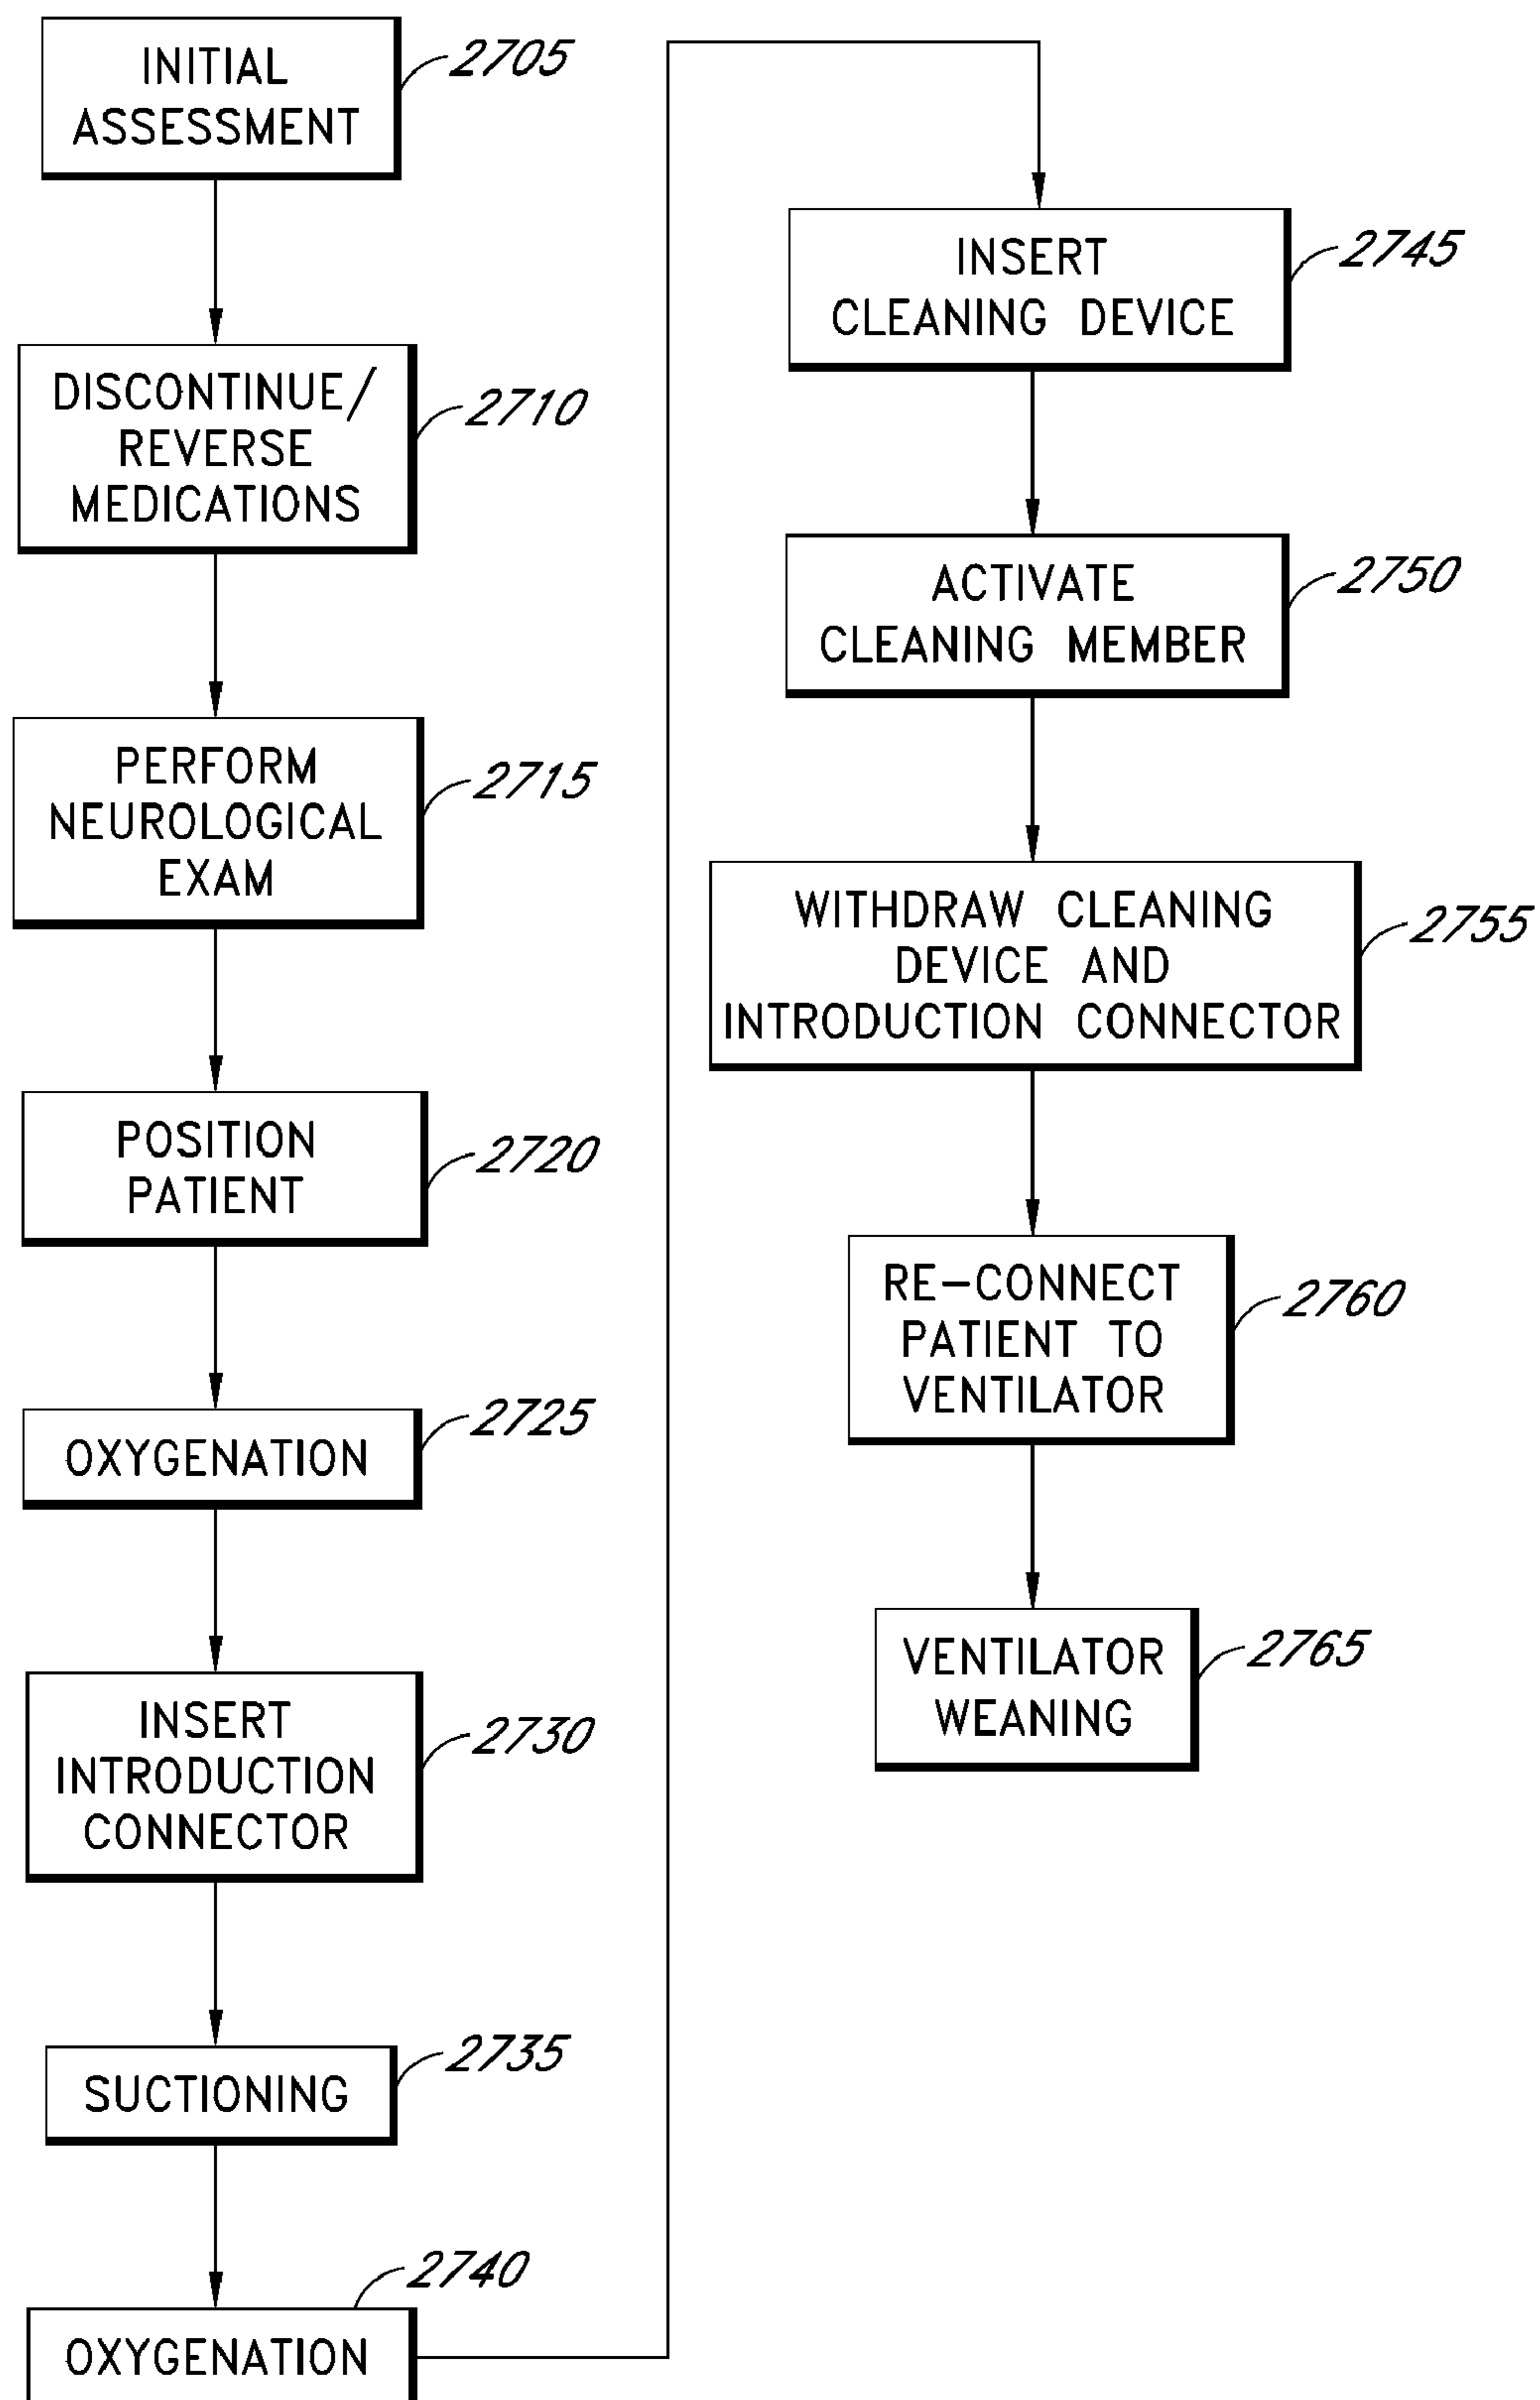 INITIAL
ASSESSMENT
2705
DISCONTINUE/
REVERSE
MEDICATIONS
2710
PERFORM
NEUROLOGICAL
EXAM
2715
POSITION
PATIENT
2720
OXYGENATION
2725
INSERT
INTRODUCTION
CONNECTOR
2730
SUCTIONING
2735
OXYGENATION
2740
INSERT
CLEANING DEVICE
2745
ACTIVATE
CLEANING MEMBER
2750
WITHDRAW CLEANING
DEVICE AND
INTRODUCTION CONNECTOR
2755
RE-CONNECT
PATIENT TO
VENTILATOR
2760
VENTILATOR
WEANING
2765